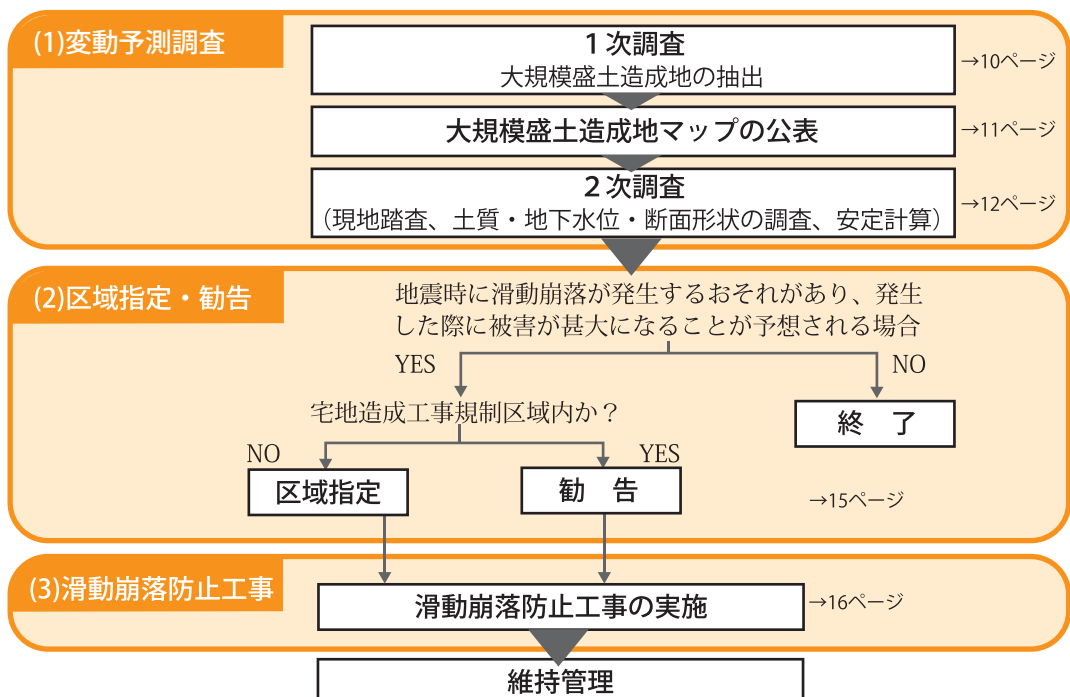 (1)変動予測調査
1次調査
大規模盛土造成地の抽出
→10ページ
大規模盛土造成地マップの公表
→11ページ
2次調査
（現地踏査、土質・地下水位・断面形状の調査、安定計算）
→12ページ
(2)区域指定・勧告
地震時に滑動崩落が発生するおそれがあり、発生
した際に被害が甚大になることが予想される場合
YES
NO
宅地造成工事規制区域内か？
終　了
NO
YES
区域指定
勧　告
→15ページ
(3)滑動崩落防止工事
滑動崩落防止工事の実施
→16ページ
維持管理